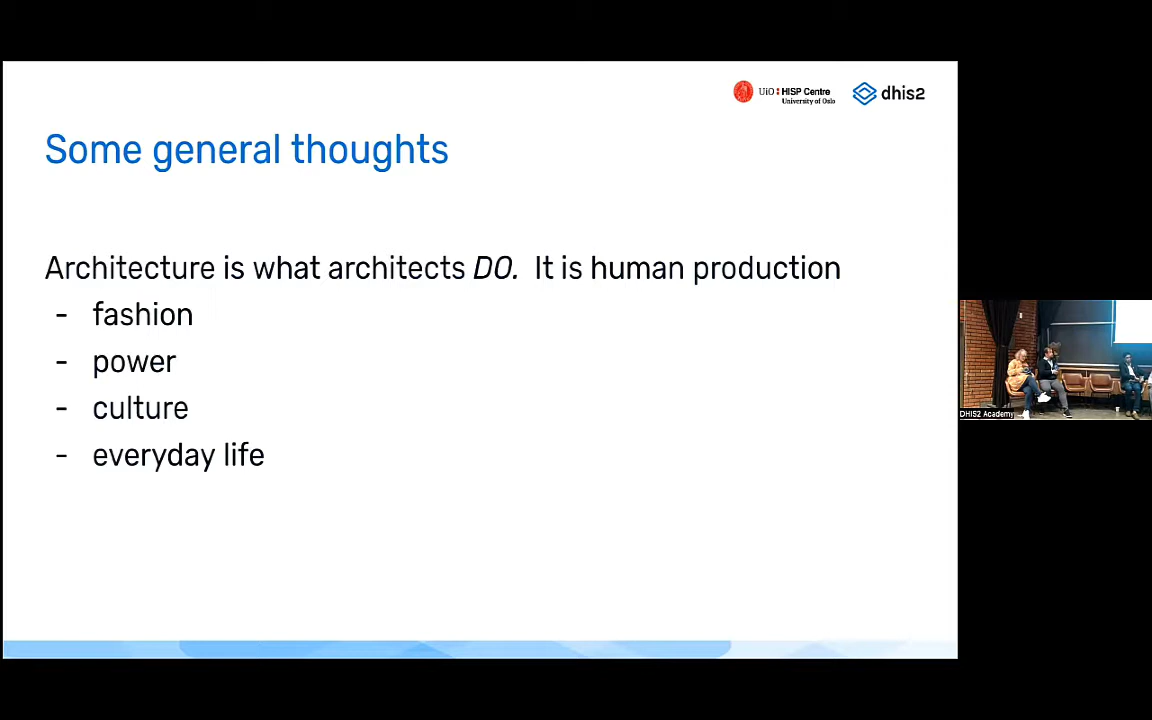 UiO : HISP Centre
University of Oslo
dhis2
Some general thoughts
Architecture is what architects DO. It is human production
- fashion
- power
- culture
- everyday life
DHIS2 Academy